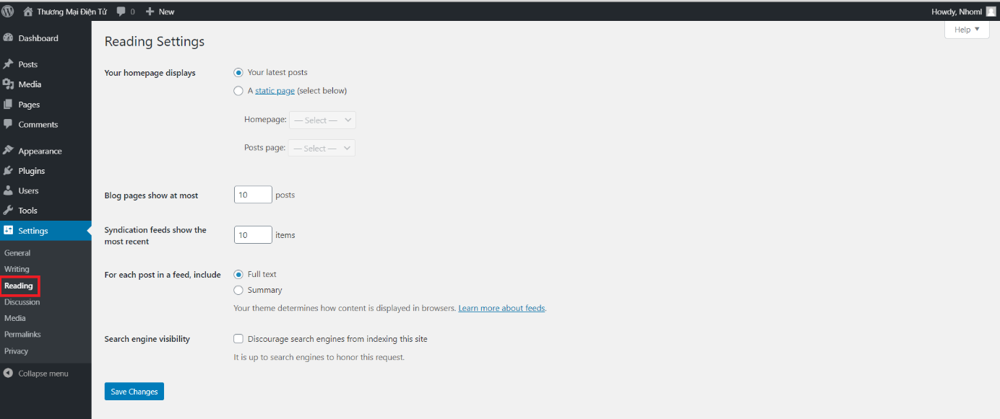 Thương Mại Điện Tử 0 New
Howdy, Nhoml
Help
Dashboard
Posts
Media
Pages
Comments
Appearance
Plugins
Users
Tools
Settings
General
Writing
Reading
Discussion
Media
Permalinks
Privacy
Collapse menu
Reading Settings
Your homepage displays
Your latest posts
A static page (select below)
Homepage: — Select —
Posts page: — Select —
Blog pages show at most 10 posts
Syndication feeds show the
most recent
10 items
For each post in a feed, include
Full text
Summary
Your theme determines how content is displayed in browsers. Learn more about feeds.
Search engine visibility
Discourage search engines from indexing this site
It is up to search engines to honor this request.
Save Changes